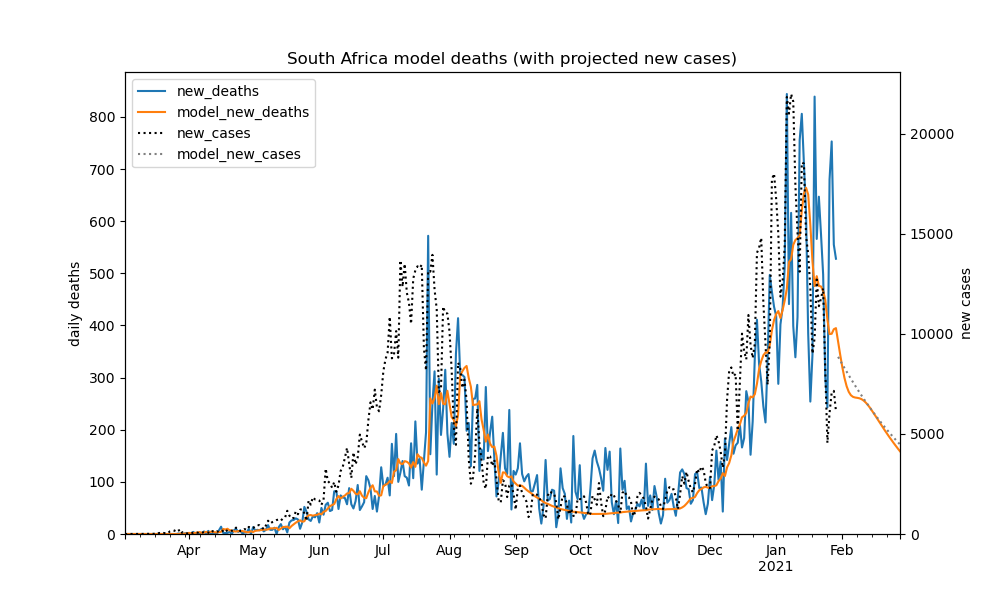 South Africa model deaths (with projected new cases)
new_deaths
model_new_deaths
new_cases
model_new_cases
daily deaths
800
700
600
500
400
300
200
100
0
20000
15000
10000
5000
0
new cases
Apr May Jun Jul Aug Sep Oct Nov Dec Jan Feb
2021